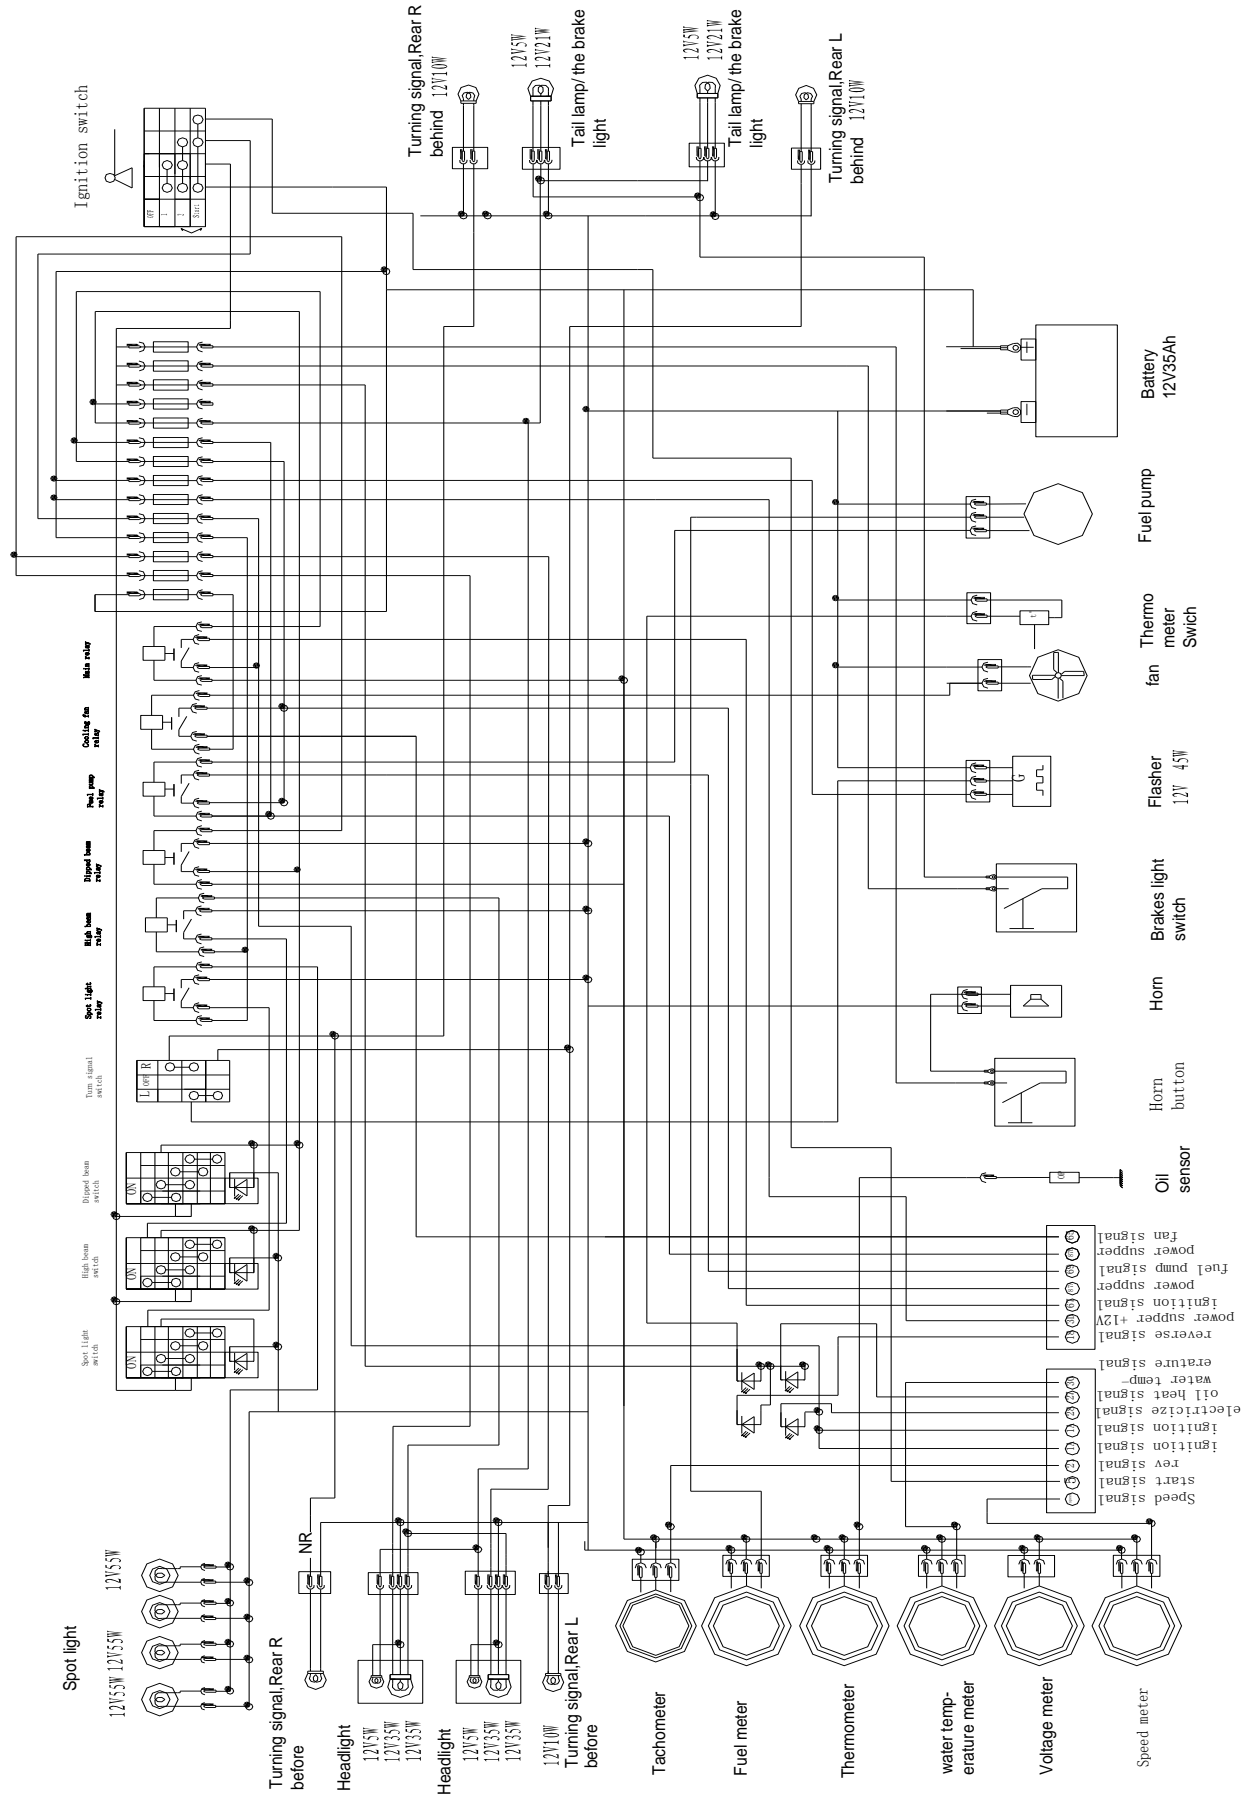 Ignition switch
OFF
1
2
Start
Turning signal,Rear R
behind 12V10W
12V5W
12V21W
Tail lamp/ the brake
light
12V5W
12V21W
Tail lamp/ the brake
light
Turning signal,Rear L
behind 12V10W
Battery
12V35Ah
+
-
Fuel pump
Thermo
meter
Swich
t°
fan
Flasher
12V 45W
G
Brakes light
switch
Horn
Horn
button
Oil
sensor
OP
Main relay
Cooling fan
relay
Fuel pump
relay
Dipped beam
relay
High beam
relay
Spot light
relay
Turn signal
switch
L OFF R
Dipped beam
switch
ON
High beam
switch
ON
Spot light
switch
ON
fan signal
power supper
fuel pump signal
power supper
ignition signal
power supper +12V
reverse signal
water temp-
erature signal
oil heat signal
electricize signal
ignition signal
ignition signal
rev signal
start signal
Speed signal
Spot light
12V55W 12V55W
12V55W
NR
Turning signal,Rear R
before
Headlight
12V5W
12V35W
12V35W
Headlight
12V5W
12V35W
12V35W
12V10W
Turning signal,Rear L
before
Tachometer
Fuel meter
Thermometer
water temp-
erature meter
Voltage meter
Speed meter